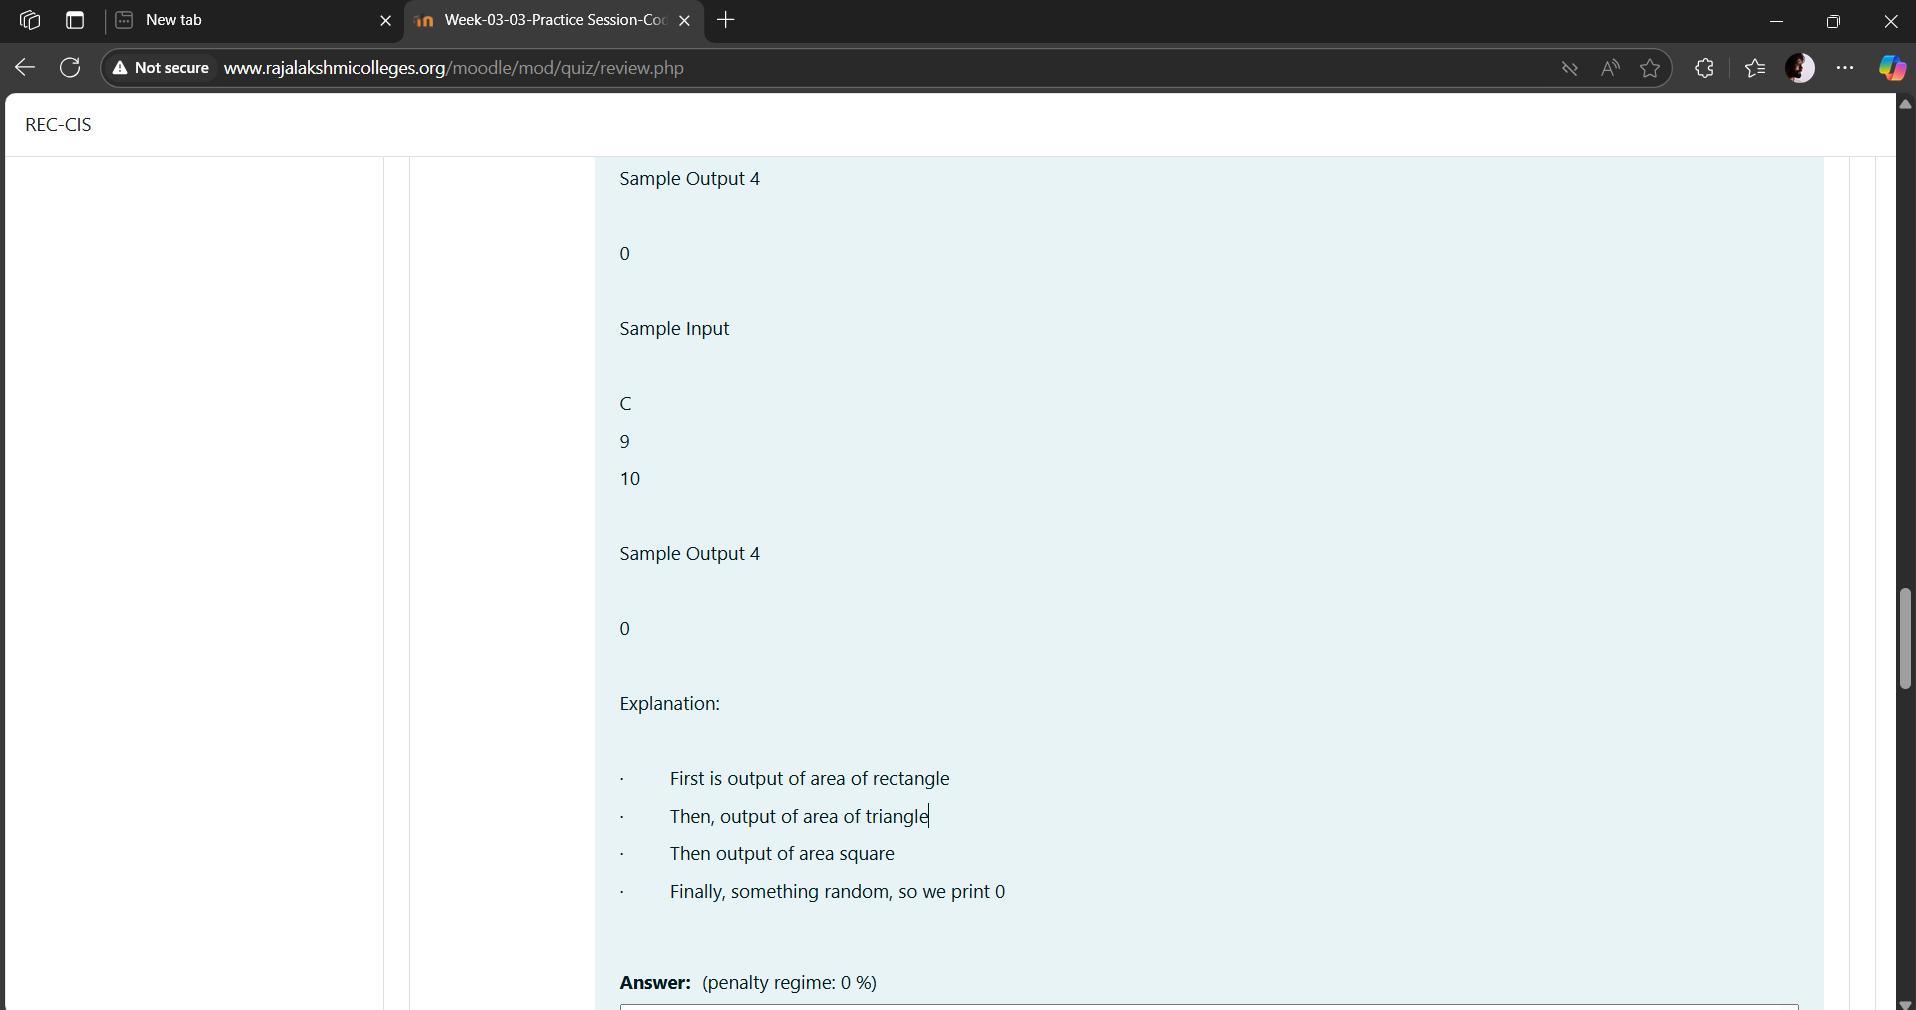 New tab
Week-03-03-Practice Session-Co
Not secure www.rajalakshmicolleges.org/moodle/mod/quiz/review.php
REC-CIS
Sample Output 4
0
Sample Input
C
9
10
Sample Output 4
0
Explanation:
· First is output of area of rectangle
· Then, output of area of triangle
· Then output of area square
· Finally, something random, so we print 0
Answer: (penalty regime: 0 %)